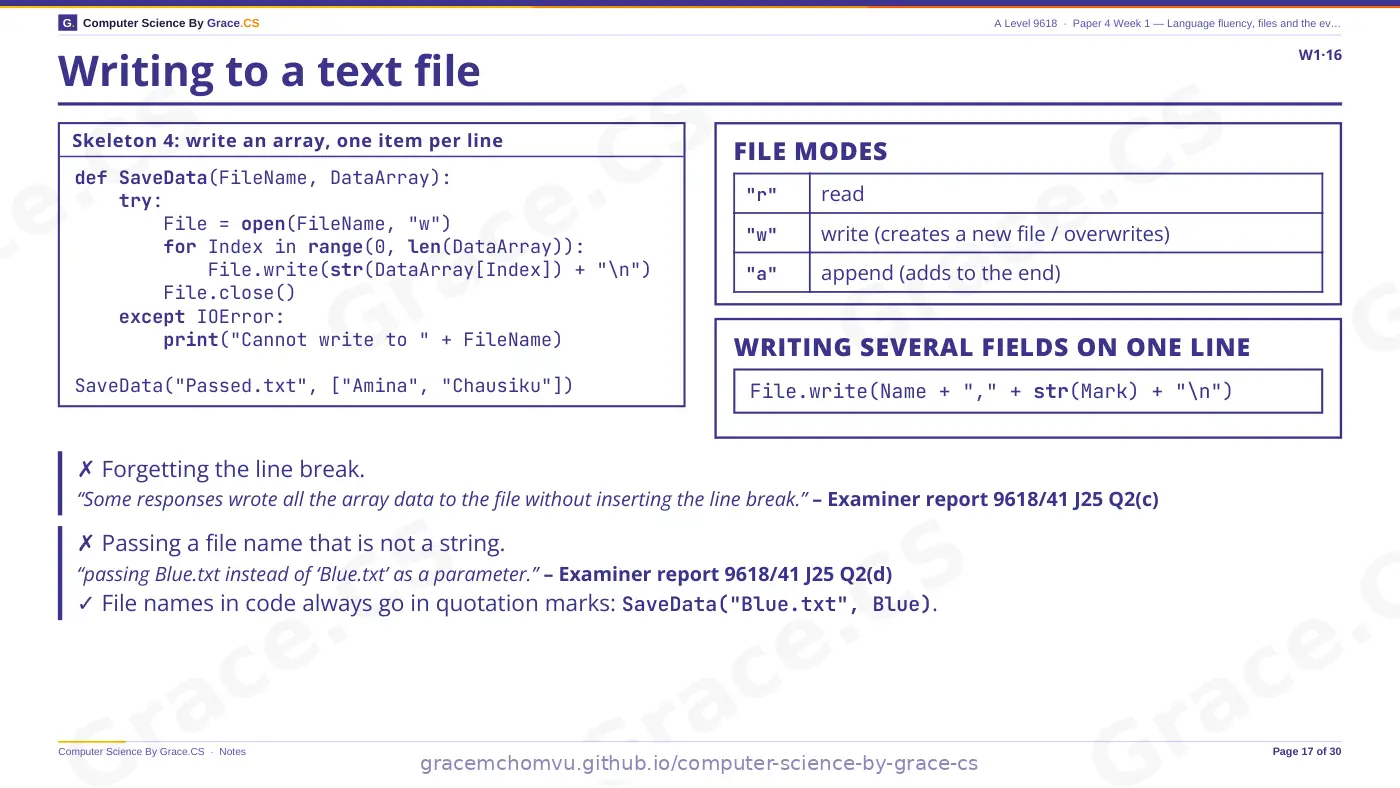 G. Computer Science By Grace.CS
A Level 9618 · Paper 4 Week 1 — Language fluency, files and the ev…
Writing to a text file
W1·16
Skeleton 4: write an array, one item per line
def SaveData(FileName, DataArray):
    try:
        File = open(FileName, "w")
        for Index in range(0, len(DataArray)):
            File.write(str(DataArray[Index]) + "\n")
        File.close()
    except IOError:
        print("Cannot write to " + FileName)
SaveData("Passed.txt", ["Amina", "Chausiku"])
FILE MODES
"r" read
"w" write (creates a new file / overwrites)
"a" append (adds to the end)
WRITING SEVERAL FIELDS ON ONE LINE
File.write(Name + "," + str(Mark) + "\n")
✗ Forgetting the line break.
“Some responses wrote all the array data to the file without inserting the line break.” – Examiner report 9618/41 J25 Q2(c)
✗ Passing a file name that is not a string.
“passing Blue.txt instead of ‘Blue.txt’ as a parameter.” – Examiner report 9618/41 J25 Q2(d)
✓ File names in code always go in quotation marks: SaveData("Blue.txt", Blue).
Computer Science By Grace.CS · Notes
gracemchomvu.github.io/computer-science-by-grace-cs
Page 17 of 30